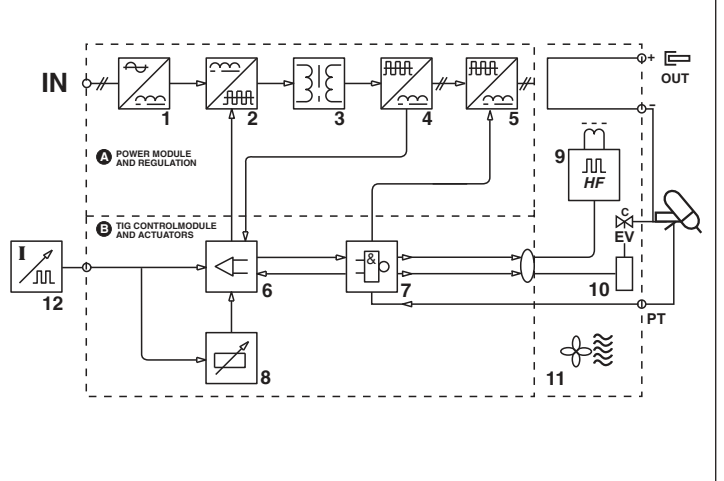 IN
1
2
3
4
5
+
OUT
-
A POWER MODULE
AND REGULATION
9
HF
B TIG CONTROLMODULE
AND ACTUATORS
C
EV
I
12
6
&
7
10
PT
8
11